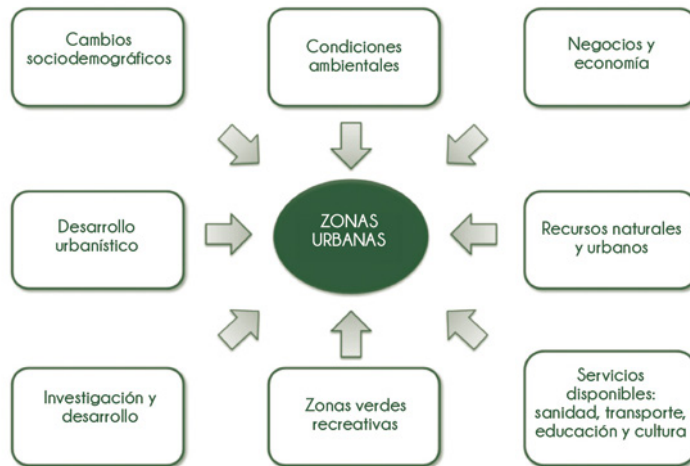 Cambios
sociodemográficos
Condiciones
ambientales
Negocios y
economía
Desarrollo
urbanístico
ZONAS
URBANAS
Recursos naturales
y urbanos
Investigación y
desarrollo
Zonas verdes
recreativas
Servicios
disponibles:
sanidad, transporte,
educación y cultura